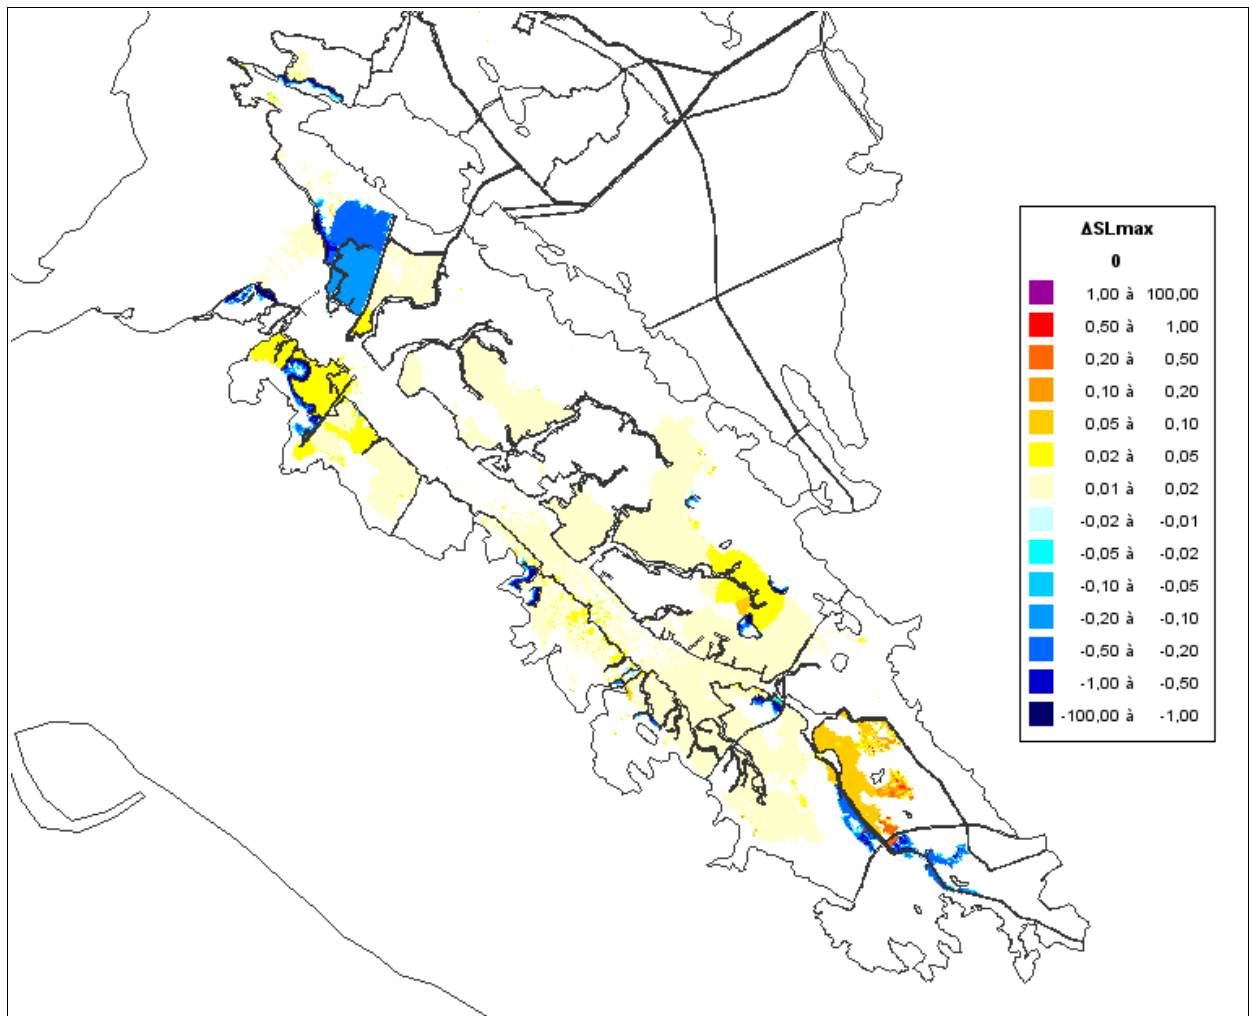 ΔSLmax
0
1,00 à 100,00
0,50 à 1,00
0,20 à 0,50
0,10 à 0,20
0,05 à 0,10
0,02 à 0,05
0,01 à 0,02
-0,02 à -0,01
-0,05 à -0,02
-0,10 à -0,05
-0,20 à -0,10
-0,50 à -0,20
-1,00 à -0,50
-100,00 à -1,00